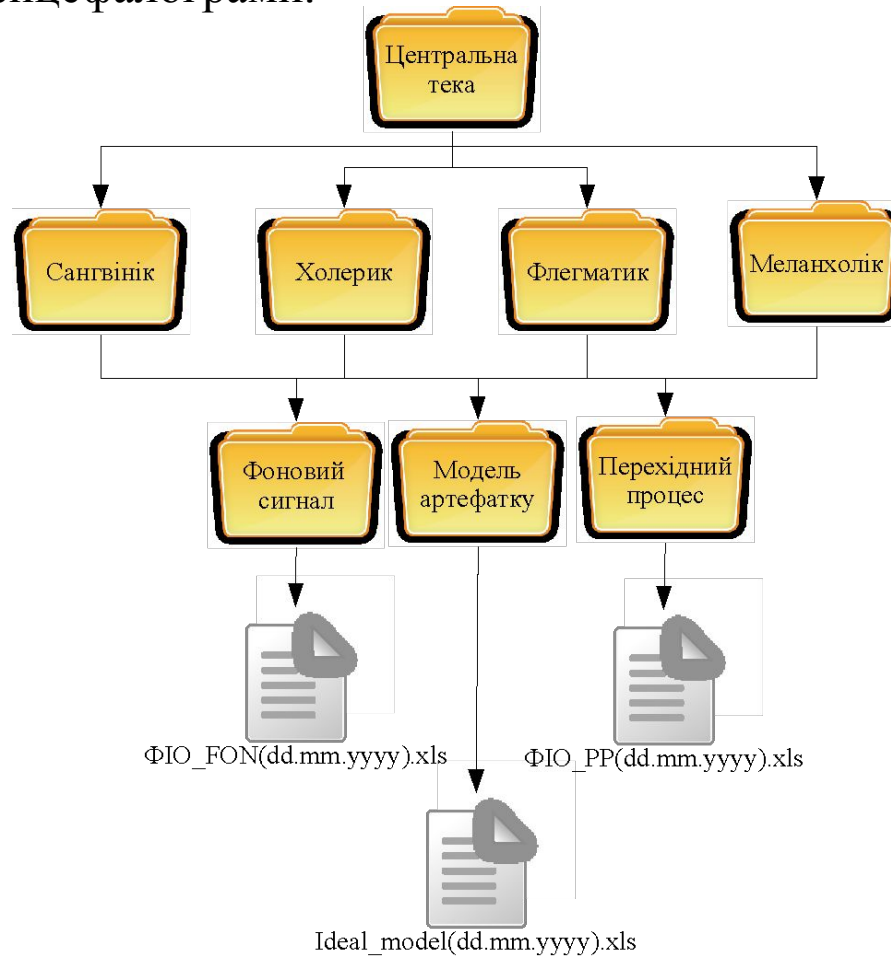 Центральна
тека
Сангвінік
Холерик
Флегматик
Меланхолік
Фоновий
сигнал
Модель
артефатку
Перехідний
процес
ФІО_FON(dd.mm.yyyy).xls
ФІО_PP(dd.mm.yyyy).xls
Ideal_model(dd.mm.yyyy).xls